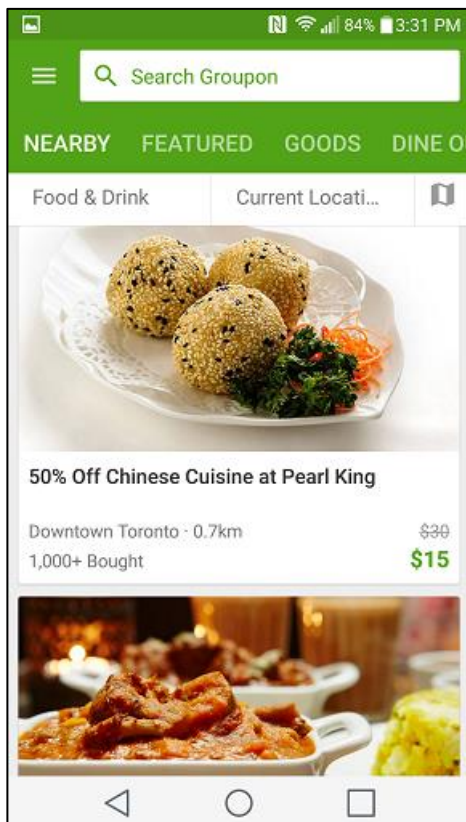 84% 3:31 PM
Search Groupon
NEARBY FEATURED GOODS DINE O
Food & Drink Current Locati...
50% Off Chinese Cuisine at Pearl King
Downtown Toronto · 0.7km $30
1,000+ Bought $15